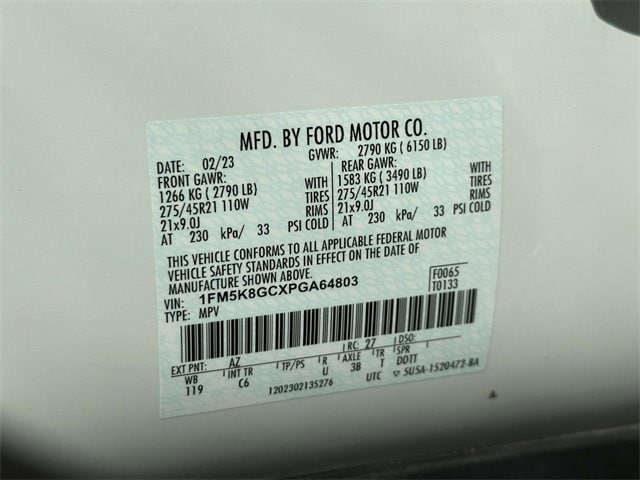 MFD. BY FORD MOTOR CO.
DATE: 02/23 GVWR: 2790 KG ( 6150 LB)
FRONT GAWR: REAR GAWR:
1266 KG ( 2790 LB) WITH 1583 KG ( 3490 LB) WITH
275/45R21 110W TIRES 275/45R21 110W TIRES
21x9.0J RIMS 21x9.0J RIMS
AT 230 kPa/ 33 PSI COLD AT 230 kPa/ 33 PSI COLD
THIS VEHICLE CONFORMS TO ALL APPLICABLE FEDERAL MOTOR
VEHICLE SAFETY STANDARDS IN EFFECT ON THE DATE OF
MANUFACTURE SHOWN ABOVE.
VIN: 1FM5K8GCXPGA64803 F0065
TYPE: MPV T0133
EXT PNT: AZ RC: 27 DSO:
WB INT TR TP/PS R AXLE TR SPR
119 C6 U 3B T DDTT
1202302135276 UTC ▽ 5U5A-1520472-BA